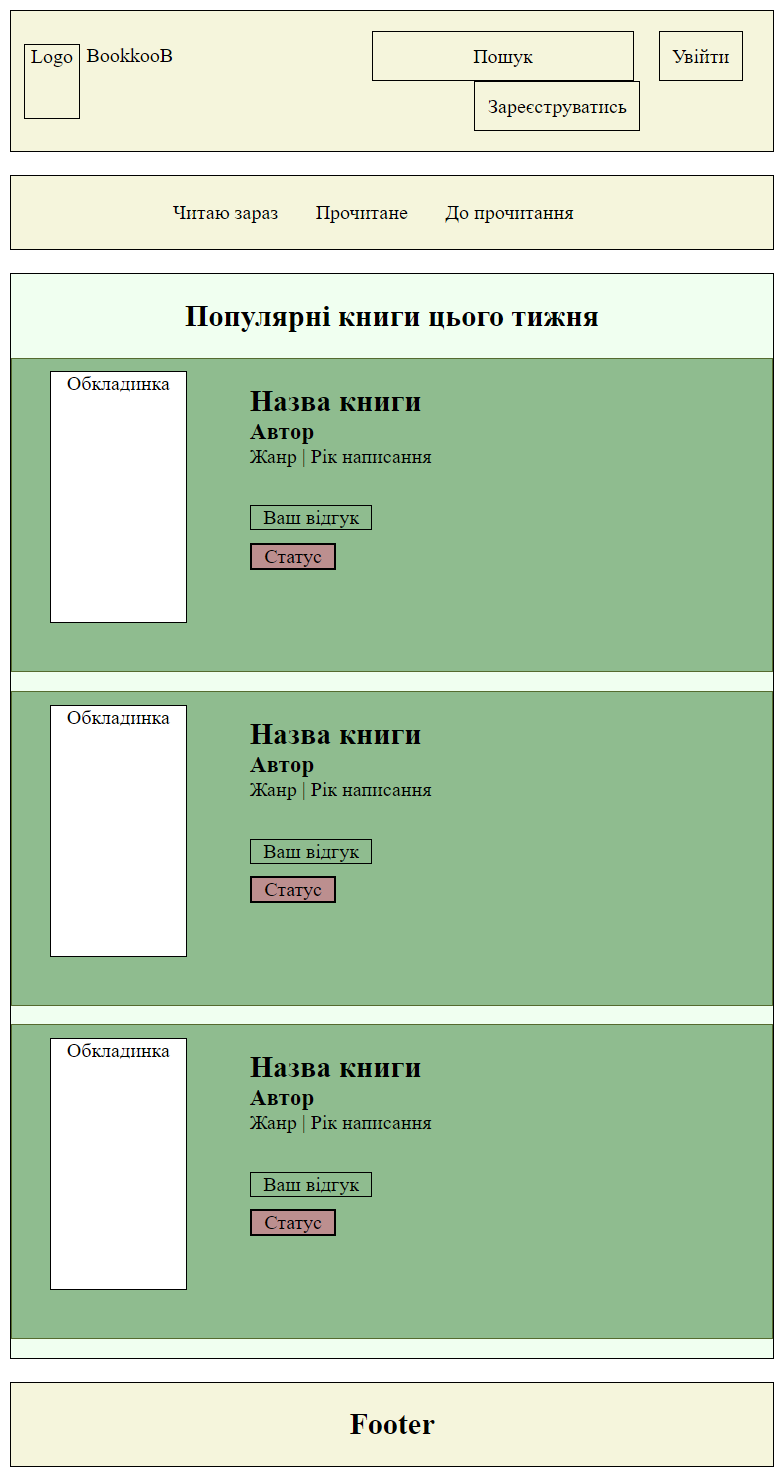 Logo BookkooB Пошук Увійти
Зареєструватись
Читаю зараз Прочитане До прочитання
Популярні книги цього тижня
Обкладинка
Назва книги
Автор
Жанр | Рік написання
Ваш відгук
Статус
Обкладинка
Назва книги
Автор
Жанр | Рік написання
Ваш відгук
Статус
Обкладинка
Назва книги
Автор
Жанр | Рік написання
Ваш відгук
Статус
Footer